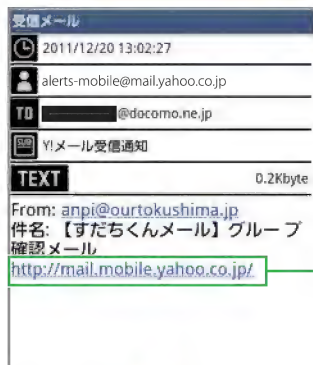 受信メール
2011/12/20 13:02:27
alerts-mobile@mail.yahoo.co.jp
TO @docomo.ne.jp
SUB Y!メール受信通知
TEXT 0.2Kbyte
From: anpi@ourtokushima.jp
件名: 【すだちくんメール】グループ
確認メール
http://mail.mobile.yahoo.co.jp/